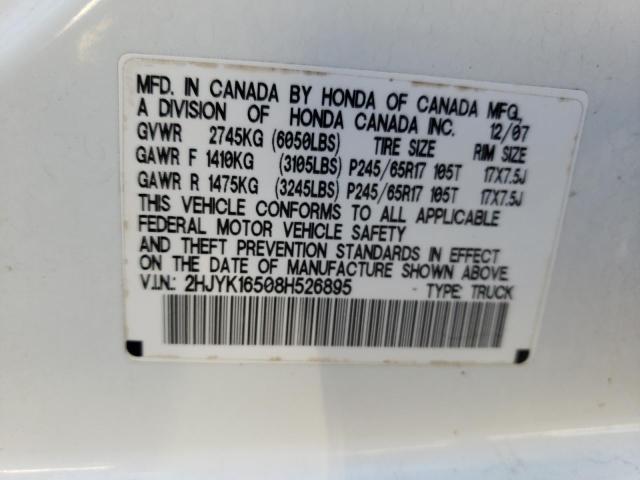 MFD. IN CANADA BY HONDA OF CANADA MFG.,
A DIVISION OF HONDA CANADA INC. 12/07
GVWR 2745KG (6050LBS) TIRE SIZE RIM SIZE
GAWR F 1410KG (3105LBS) P245/65R17 105T 17X7.5J
GAWR R 1475KG (3245LBS) P245/65R17 105T 17X7.5J
THIS VEHICLE CONFORMS TO ALL APPLICABLE
FEDERAL MOTOR VEHICLE SAFETY
AND THEFT PREVENTION STANDARDS IN EFFECT
ON THE DATE OF MANUFACTURE SHOWN ABOVE.
V.I.N.: 2HJYK16508H526895 TYPE: TRUCK